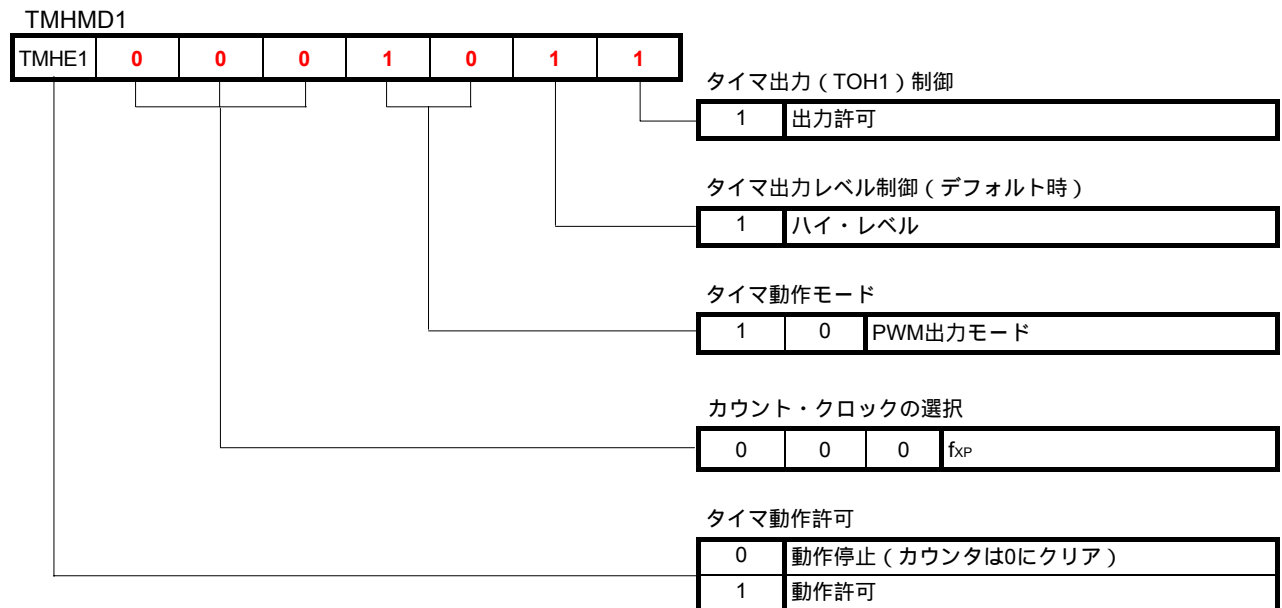 TMHMD1
TMHE1 0 0 0 1 0 1 1
タイマ出力（TOH1）制御
1 出力許可
タイマ出力レベル制御（デフォルト時）
1 ハイ・レベル
タイマ動作モード
1 0 PWM出力モード
カウント・クロックの選択
0 0 0 fXP
タイマ動作許可
0 動作停止（カウンタは0にクリア）
1 動作許可